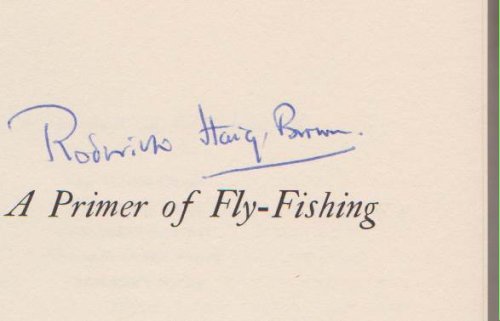 Roderick Haig-Brown.
A Primer of Fly-Fishing